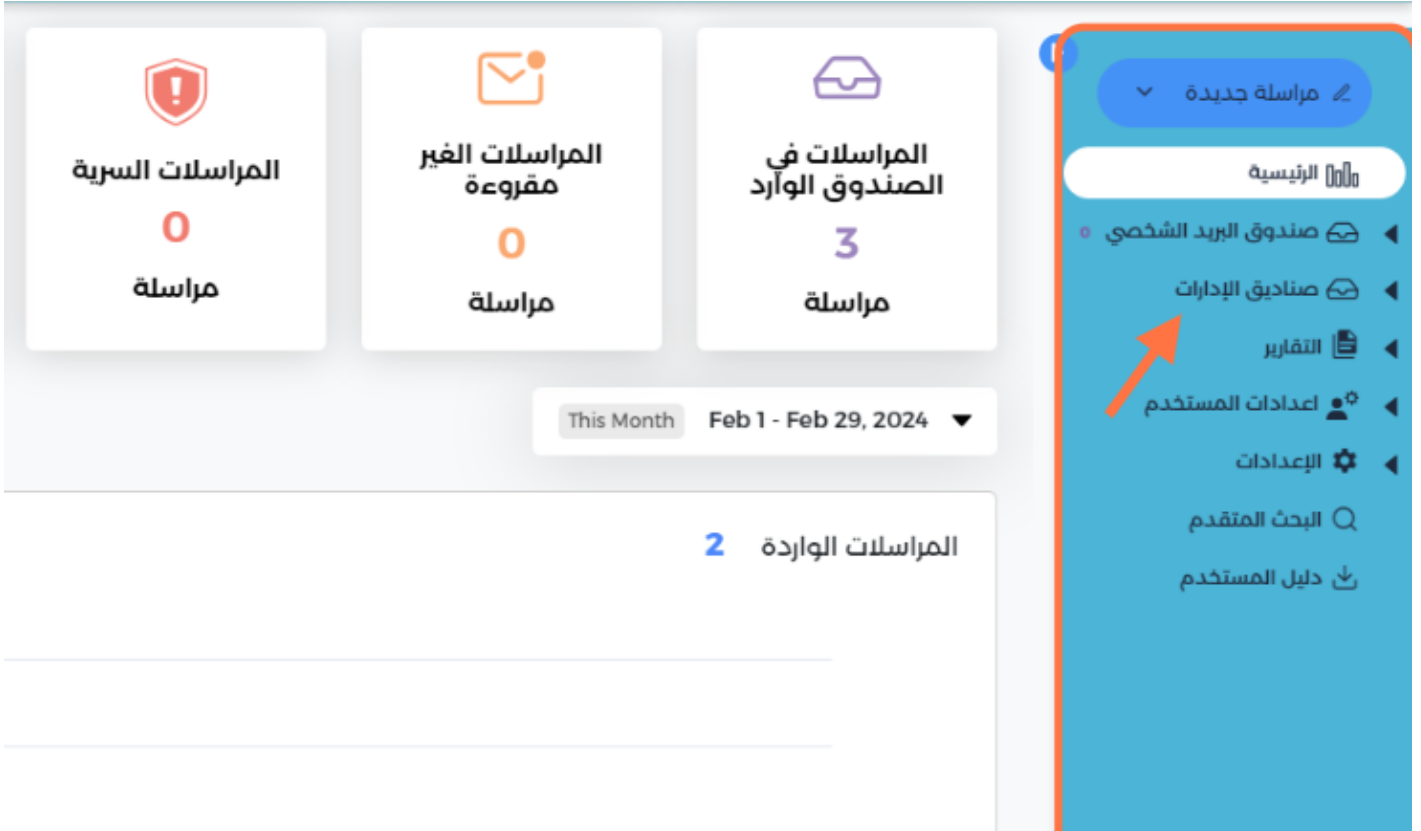 مراسلة جديدة
الرئيسية
صندوق البريد الشخصي 0
صناديق الإدارات
التقارير
اعدادات المستخدم
الإعدادات
البحث المتقدم
دليل المستخدم
المراسلات في
الصندوق الوارد
3
مراسلة
المراسلات الغير
مقروءة
0
مراسلة
المراسلات السرية
0
مراسلة
This Month Feb 1 - Feb 29, 2024
المراسلات الواردة 2